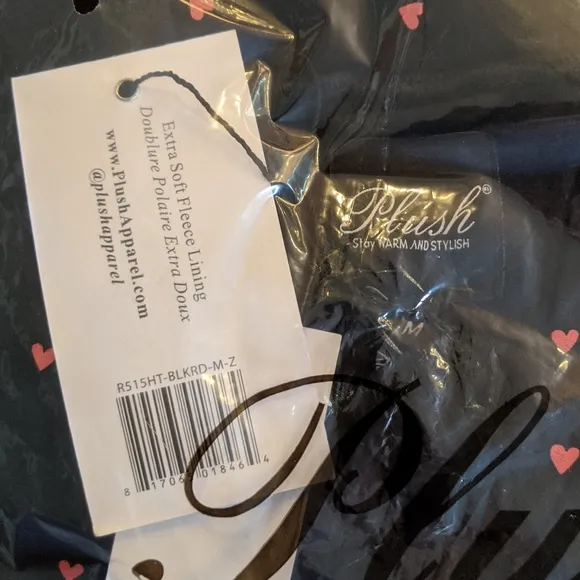 Extra Soft Fleece Lining
Doublure Polaire Extra Doux
www.PlushApparel.com
@plushapparel
R515HT-BLKRD-M-Z
Plush®
Stay WARM AND STYLISH
M